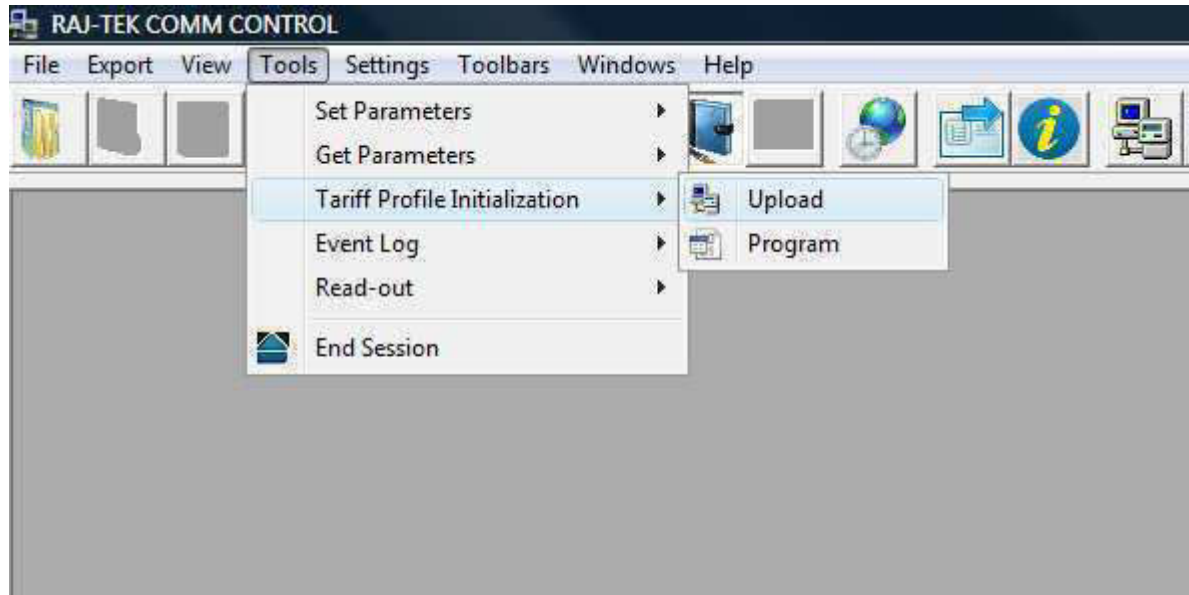 RAJ-TEK COMM CONTROL
File Export View Tools Settings Toolbars Windows Help
Set Parameters
Get Parameters
Tariff Profile Initialization
Upload
Event Log
Program
Read-out
End Session